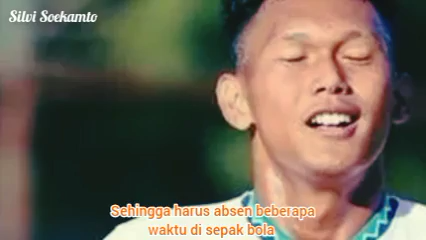 Silvi Soekamto
Sehingga harus absen beberapa
waktu di sepak bola